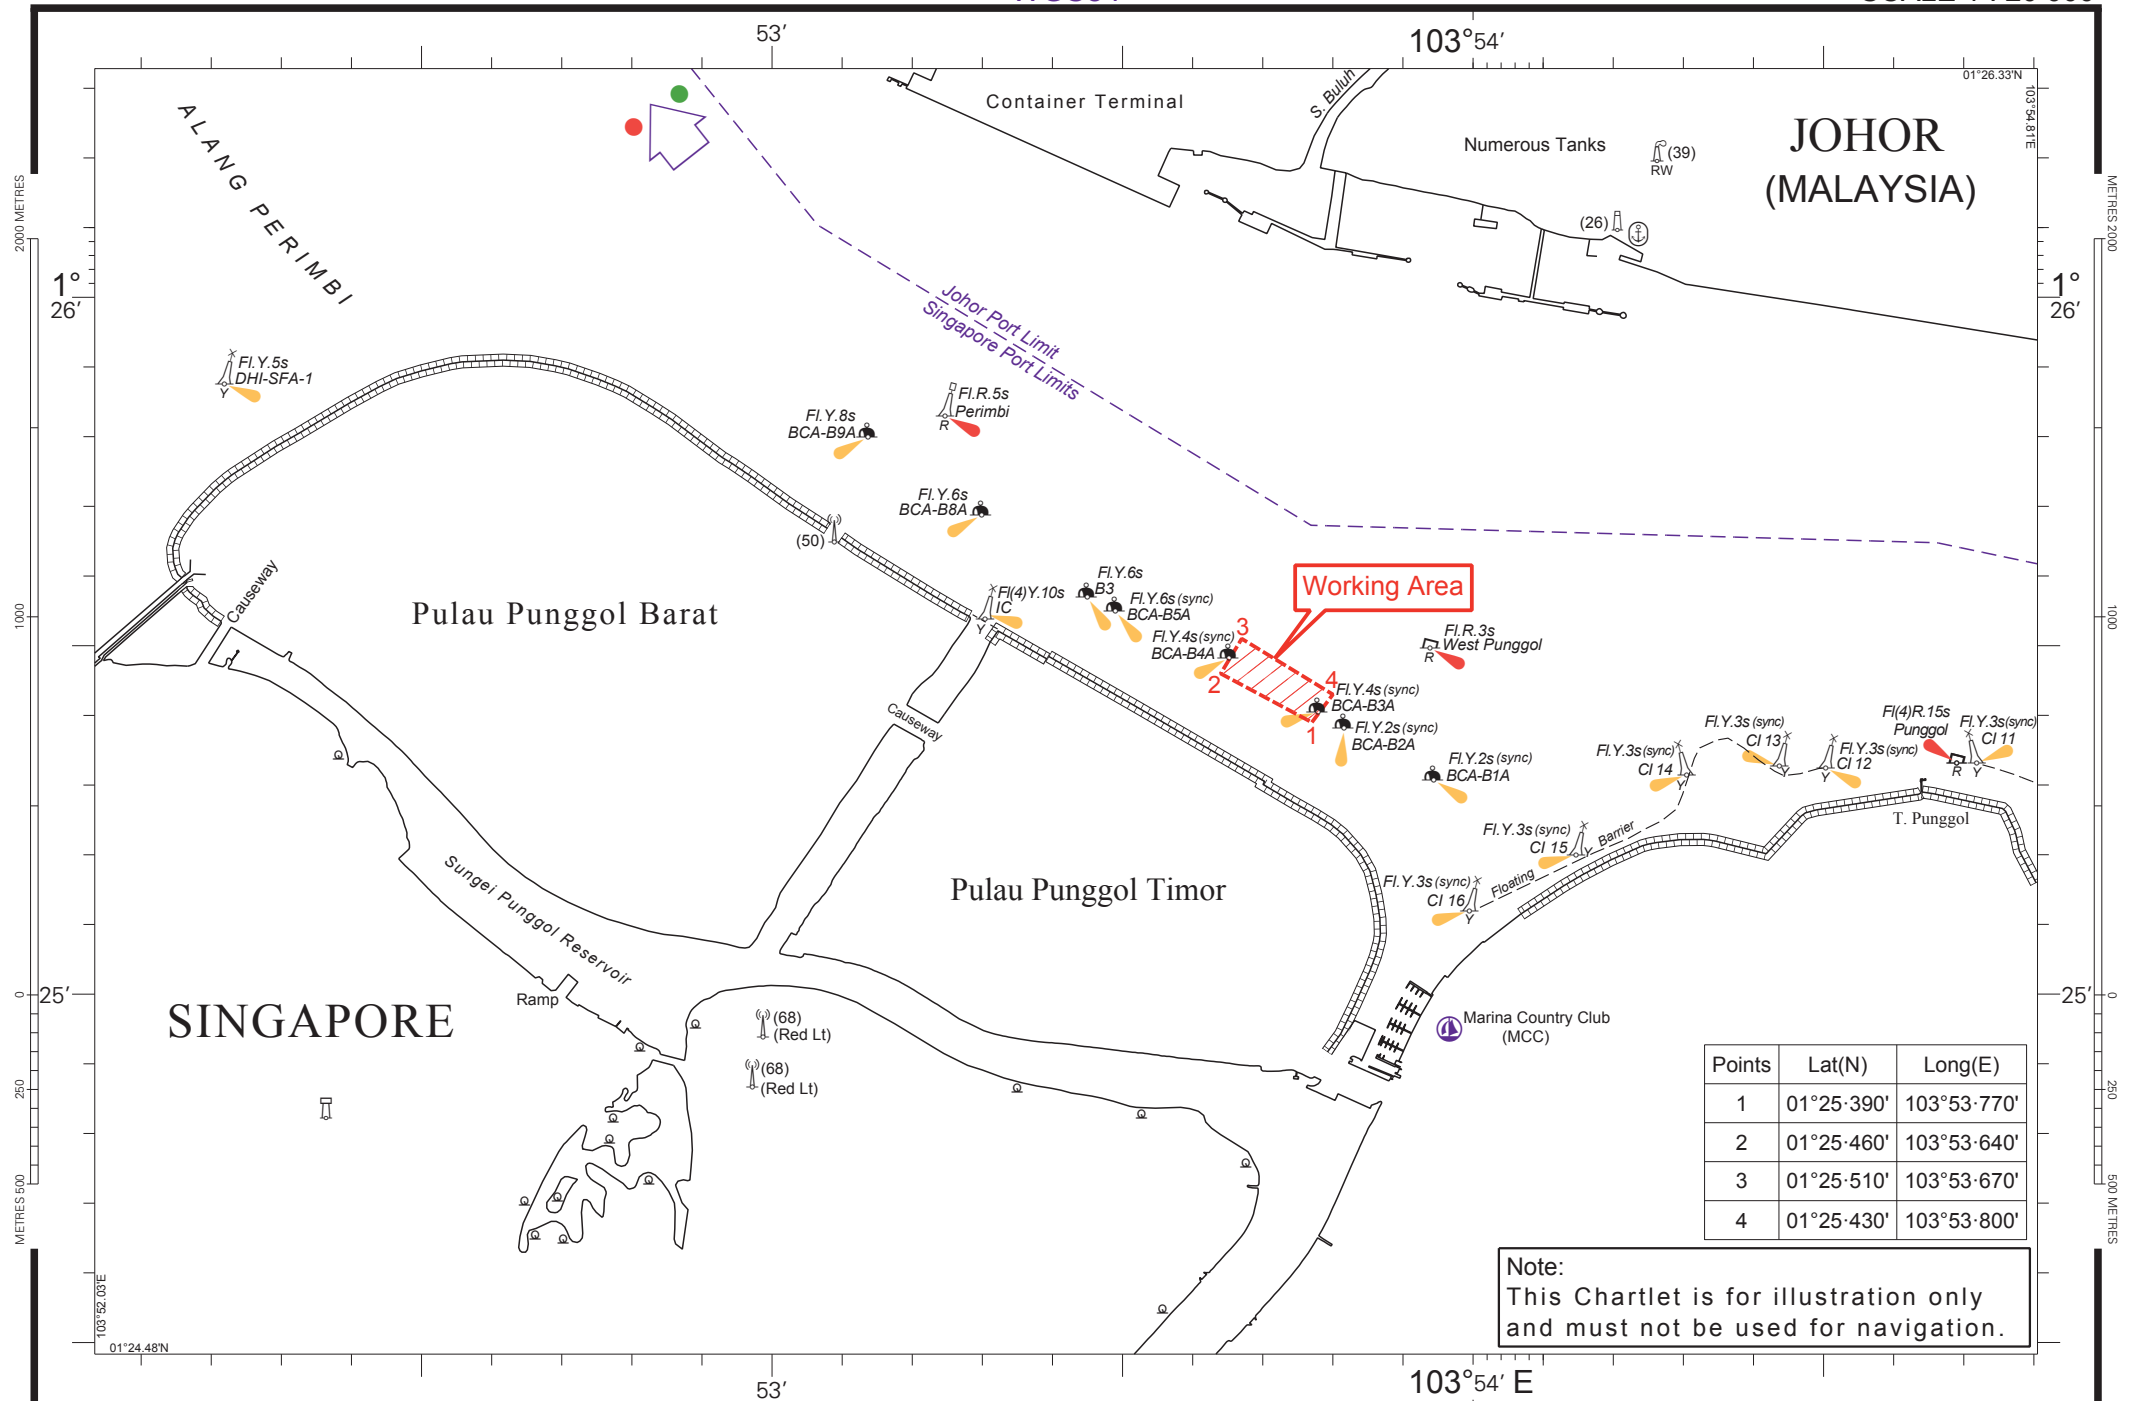 53′
103°54′
Container Terminal
S. Buluh
01°26.33'N
103°54.81'E
Numerous Tanks
(39)
RW
JOHOR
(MALAYSIA)
(26)
ALANG PERIMBI
2000 METRES
METRES 2000
1°
26′
1°
26′
Johor Port Limit
Singapore Port Limits
Fl.Y.5s
DHI-SFA-1
Y
Fl.R.5s
Perimbi
R
Fl.Y.8s
BCA-B9A
Fl.Y.6s
BCA-B8A
(50)
Causeway
1000
1000
Pulau Punggol Barat
Fl(4)Y.10s
IC
Y
Fl.Y.6s
B3
Fl.Y.6s(sync)
BCA-B5A
Fl.Y.4s(sync)
BCA-B4A
Working Area
3
2
4
1
Fl.R.3s
West Punggol
R
Fl.Y.4s(sync)
BCA-B3A
Fl.Y.2s(sync)
BCA-B2A
Fl.Y.2s(sync)
BCA-B1A
Causeway
Fl.Y.3s(sync)
CI 14
Y
Fl.Y.3s(sync)
CI 13
Y
Fl.Y.3s(sync)
CI 12
Y
Fl(4)R.15s
Punggol
R
Fl.Y.3s(sync)
CI 11
Y
T. Punggol
Fl.Y.3s(sync)
CI 15
Y
Floating Barrier
Fl.Y.3s(sync)
CI 16
Y
Pulau Punggol Timor
Sungei Punggol Reservoir
Ramp
0
25′
25′
0
SINGAPORE
(68)
(Red Lt)
(68)
(Red Lt)
Marina Country Club
(MCC)
250
250
METRES 500
500 METRES
Points Lat(N) Long(E)
1 01°25·390' 103°53·770'
2 01°25·460' 103°53·640'
3 01°25·510' 103°53·670'
4 01°25·430' 103°53·800'
Note:
This Chartlet is for illustration only
and must not be used for navigation.
103°52.03'E
01°24.48'N
53′
103°54′ E